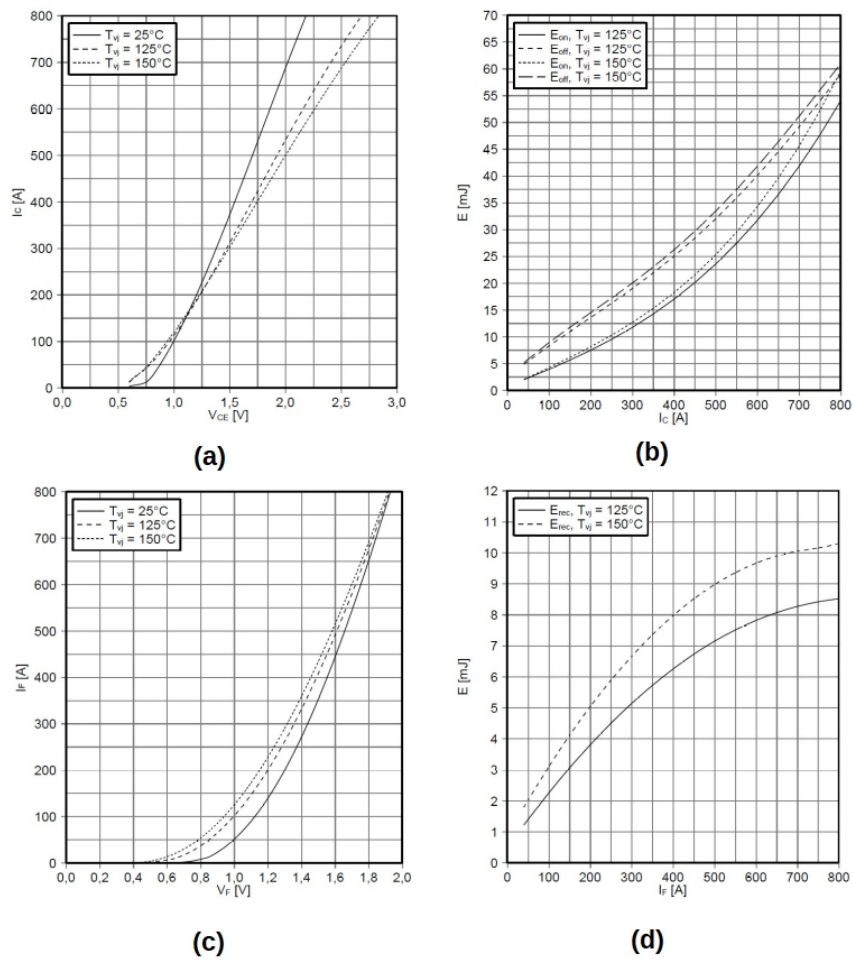 Tvj = 25°C
Tvj = 125°C
Tvj = 150°C
IC [A]
800
700
600
500
400
300
200
100
0
0,0 0,5 1,0 1,5 2,0 2,5 3,0
VCE [V]
(a)
Eon, Tvj = 125°C
Eoff, Tvj = 125°C
Eon, Tvj = 150°C
Eoff, Tvj = 150°C
E [mJ]
70
65
60
55
50
45
40
35
30
25
20
15
10
5
0
0 100 200 300 400 500 600 700 800
IC [A]
(b)
Tvj = 25°C
Tvj = 125°C
Tvj = 150°C
IF [A]
800
700
600
500
400
300
200
100
0
0,0 0,2 0,4 0,6 0,8 1,0 1,2 1,4 1,6 1,8 2,0
VF [V]
(c)
Erec, Tvj = 125°C
Erec, Tvj = 150°C
E [mJ]
12
11
10
9
8
7
6
5
4
3
2
1
0
0 100 200 300 400 500 600 700 800
IF [A]
(d)